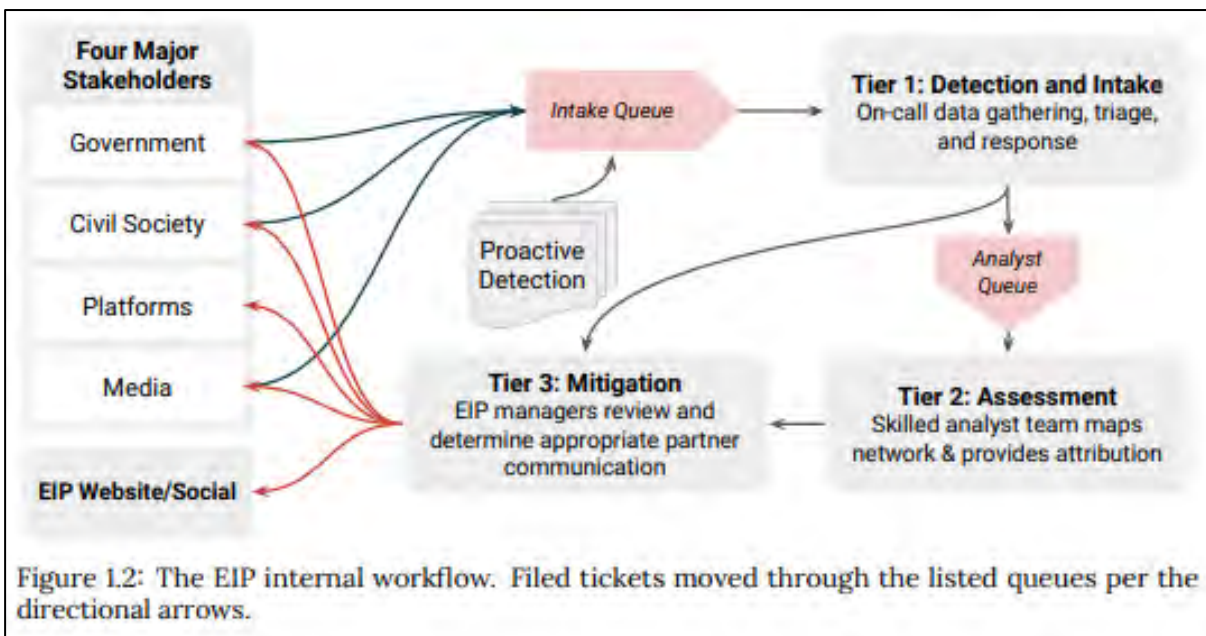 Four Major
Stakeholders
Government
Civil Society
Platforms
Media
EIP Website/Social
Intake Queue
Proactive
Detection
Tier 1: Detection and Intake
On-call data gathering, triage,
and response
Analyst
Queue
Tier 2: Assessment
Skilled analyst team maps
network & provides attribution
Tier 3: Mitigation
EIP managers review and
determine appropriate partner
communication
Figure 1.2: The EIP internal workflow. Filed tickets moved through the listed queues per the
directional arrows.